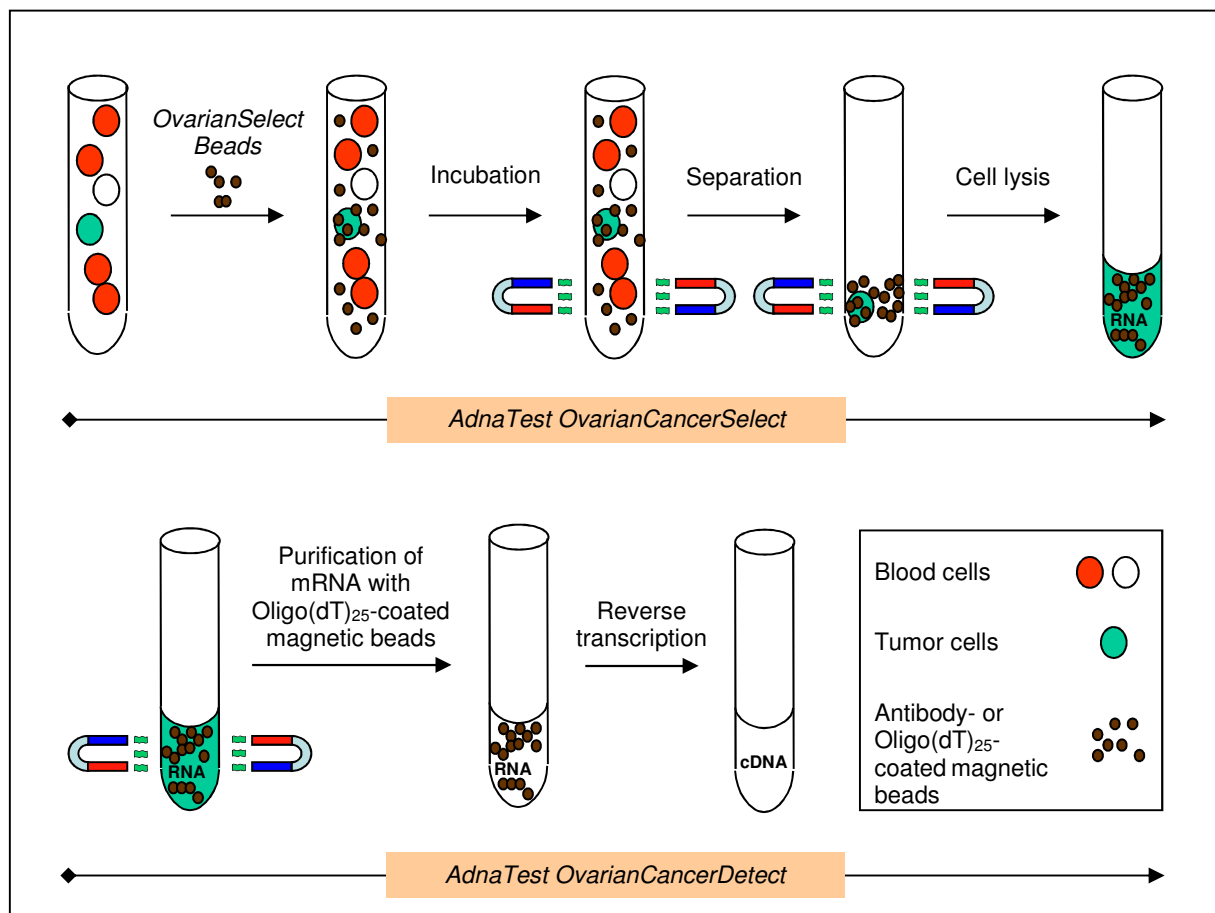 OvarianSelect
Beads
Incubation
Separation
Cell lysis
RNA
AdnaTest OvarianCancerSelect
Purification of
mRNA with
Oligo(dT)₂₅-coated
magnetic beads
Reverse
transcription
RNA
RNA
cDNA
Blood cells
Tumor cells
Antibody- or
Oligo(dT)₂₅-
coated magnetic
beads
AdnaTest OvarianCancerDetect